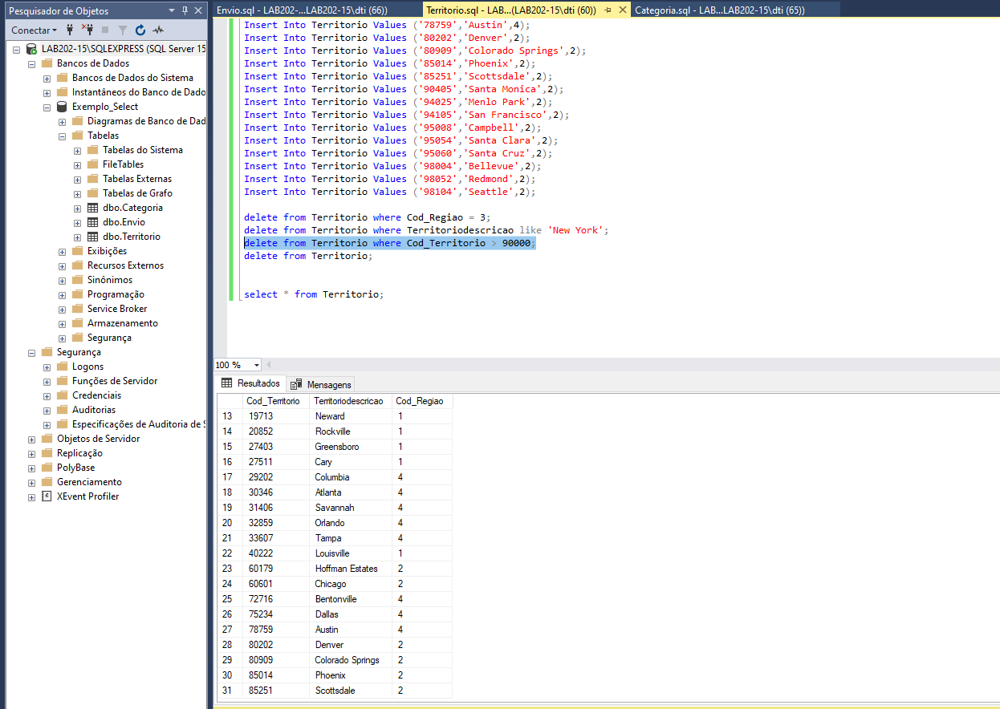 Pesquisador de Objetos
Conectar
LAB202-15\SQLEXPRESS (SQL Server 15
Bancos de Dados
Bancos de Dados do Sistema
Instantâneos do Banco de Dado
Exemplo_Select
Diagramas de Banco de Dad
Tabelas
Tabelas do Sistema
FileTables
Tabelas Externas
Tabelas de Grafo
dbo.Categoria
dbo.Envio
dbo.Territorio
Exibições
Recursos Externos
Sinônimos
Programação
Service Broker
Armazenamento
Segurança
Segurança
Logons
Funções de Servidor
Credenciais
Auditorias
Especificações de Auditoria de S
Objetos de Servidor
Replicação
PolyBase
Gerenciamento
XEvent Profiler
Envio.sql - LAB202-...LAB202-15\dti (66)) Territorio.sql - LAB...(LAB202-15\dti (60)) Categoria.sql - LAB...LAB202-15\dti (65))
Insert Into Territorio Values ('78759','Austin',4);
Insert Into Territorio Values ('80202','Denver',2);
Insert Into Territorio Values ('80909','Colorado Springs',2);
Insert Into Territorio Values ('85014','Phoenix',2);
Insert Into Territorio Values ('85251','Scottsdale',2);
Insert Into Territorio Values ('90405','Santa Monica',2);
Insert Into Territorio Values ('94025','Menlo Park',2);
Insert Into Territorio Values ('94105','San Francisco',2);
Insert Into Territorio Values ('95008','Campbell',2);
Insert Into Territorio Values ('95054','Santa Clara',2);
Insert Into Territorio Values ('95060','Santa Cruz',2);
Insert Into Territorio Values ('98004','Bellevue',2);
Insert Into Territorio Values ('98052','Redmond',2);
Insert Into Territorio Values ('98104','Seattle',2);
delete from Territorio where Cod_Regiao = 3;
delete from Territorio where Territoriodescricao like 'New York';
delete from Territorio where Cod_Territorio > 90000;
delete from Territorio;
select * from Territorio;
100 %
Resultados Mensagens
Cod_Territorio Territoriodescricao Cod_Regiao
13 19713 Neward 1
14 20852 Rockville 1
15 27403 Greensboro 1
16 27511 Cary 1
17 29202 Columbia 4
18 30346 Atlanta 4
19 31406 Savannah 4
20 32859 Orlando 4
21 33607 Tampa 4
22 40222 Louisville 1
23 60179 Hoffman Estates 2
24 60601 Chicago 2
25 72716 Bentonville 4
26 75234 Dallas 4
27 78759 Austin 4
28 80202 Denver 2
29 80909 Colorado Springs 2
30 85014 Phoenix 2
31 85251 Scottsdale 2